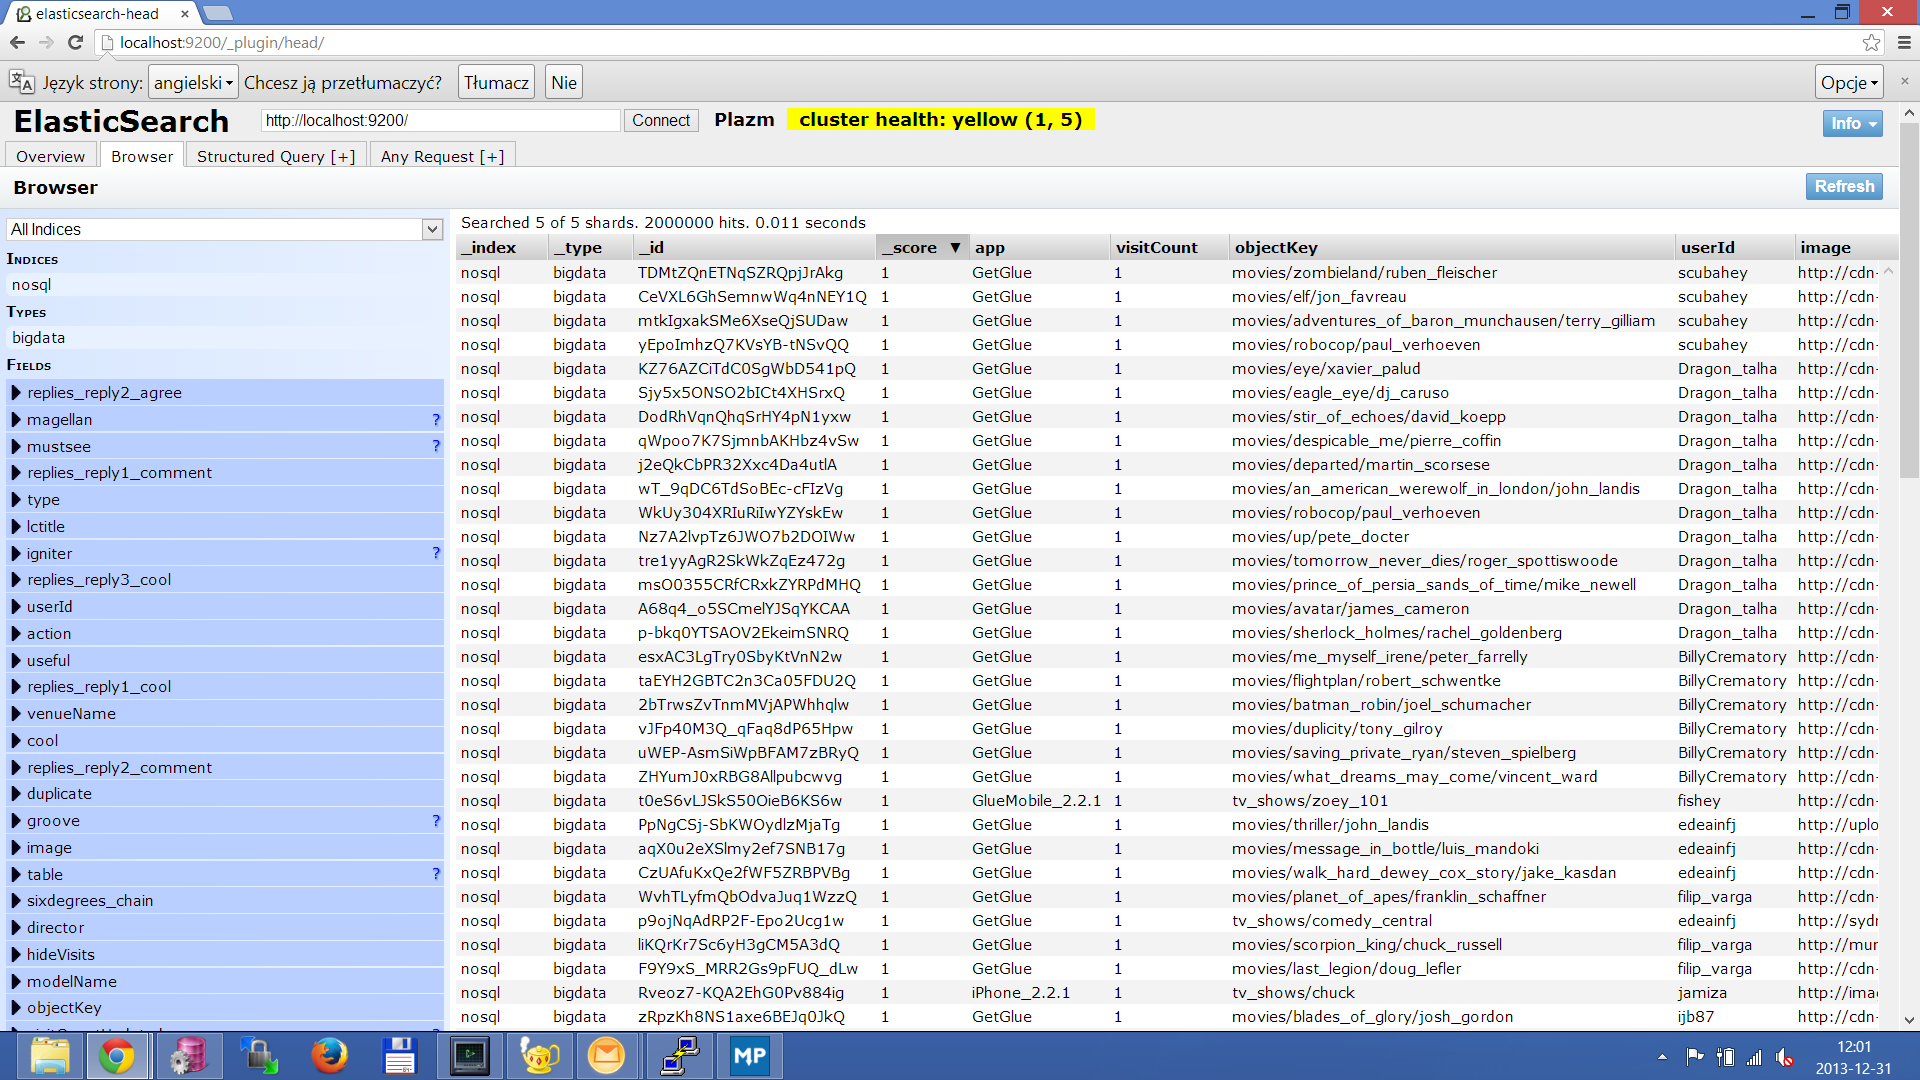 elasticsearch-head
localhost:9200/_plugin/head/
Język strony: angielski Chcesz ją przetłumaczyć? Tłumacz Nie Opcje
ElasticSearch http://localhost:9200/ Connect Plazm cluster health: yellow (1, 5) Info
Overview Browser Structured Query [+] Any Request [+]
Browser Refresh
All Indices
Indices
nosql
Types
bigdata
Fields
replies_reply2_agree
magellan ?
mustsee ?
replies_reply1_comment
type
lctitle
igniter ?
replies_reply3_cool
userId
action
useful
replies_reply1_cool
venueName
cool
replies_reply2_comment
duplicate
groove ?
image
table ?
sixdegrees_chain
director
hideVisits
modelName
objectKey
Searched 5 of 5 shards. 2000000 hits. 0.011 seconds
_index _type _id _score ▼ app visitCount objectKey userId image
nosql bigdata TDMtZQnETNqSZRQpjJrAkg 1 GetGlue 1 movies/zombieland/ruben_fleischer scubahey http://cdn-
nosql bigdata CeVXL6GhSemnwWq4nNEY1Q 1 GetGlue 1 movies/elf/jon_favreau scubahey http://cdn-
nosql bigdata mtkIgxakSMe6XseQjSUDaw 1 GetGlue 1 movies/adventures_of_baron_munchausen/terry_gilliam scubahey http://cdn-
nosql bigdata yEpoImhzQ7KVsYB-tNSvQQ 1 GetGlue 1 movies/robocop/paul_verhoeven scubahey http://cdn-
nosql bigdata KZ76AZCiTdC0SgWbD541pQ 1 GetGlue 1 movies/eye/xavier_palud Dragon_talha http://cdn-
nosql bigdata Sjy5x5ONSO2bICt4XHSrxQ 1 GetGlue 1 movies/eagle_eye/dj_caruso Dragon_talha http://cdn-
nosql bigdata DodRhVqnQhqSrHY4pN1yxw 1 GetGlue 1 movies/stir_of_echoes/david_koepp Dragon_talha http://cdn-
nosql bigdata qWpoo7K7SjmnbAKHbz4vSw 1 GetGlue 1 movies/despicable_me/pierre_coffin Dragon_talha http://cdn-
nosql bigdata j2eQkCbPR32Xxc4Da4utlA 1 GetGlue 1 movies/departed/martin_scorsese Dragon_talha http://cdn-
nosql bigdata wT_9qDC6TdSoBEc-cFIzVg 1 GetGlue 1 movies/an_american_werewolf_in_london/john_landis Dragon_talha http://cdn-
nosql bigdata WkUy304XRIuRiIwYZYskEw 1 GetGlue 1 movies/robocop/paul_verhoeven Dragon_talha http://cdn-
nosql bigdata Nz7A2lvpTz6JWO7b2DOIWw 1 GetGlue 1 movies/up/pete_docter Dragon_talha http://cdn-
nosql bigdata tre1yyAgR2SkWkZqEz472g 1 GetGlue 1 movies/tomorrow_never_dies/roger_spottiswoode Dragon_talha http://cdn-
nosql bigdata msO0355CRfCRxkZYRPdMHQ 1 GetGlue 1 movies/prince_of_persia_sands_of_time/mike_newell Dragon_talha http://cdn-
nosql bigdata A68q4_o5SCmelYJSqYKCAA 1 GetGlue 1 movies/avatar/james_cameron Dragon_talha http://cdn-
nosql bigdata p-bkq0YTSAOV2EkeimSNRQ 1 GetGlue 1 movies/sherlock_holmes/rachel_goldenberg Dragon_talha http://cdn-
nosql bigdata esxAC3LgTry0SbyKtVnN2w 1 GetGlue 1 movies/me_myself_irene/peter_farrelly BillyCrematory http://cdn-
nosql bigdata taEYH2GBTC2n3Ca05FDU2Q 1 GetGlue 1 movies/flightplan/robert_schwentke BillyCrematory http://cdn-
nosql bigdata 2bTrwsZvTnmMVjAPWhhqlw 1 GetGlue 1 movies/batman_robin/joel_schumacher BillyCrematory http://cdn-
nosql bigdata vJFp40M3Q_qFaq8dP65Hpw 1 GetGlue 1 movies/duplicity/tony_gilroy BillyCrematory http://cdn-
nosql bigdata uWEP-AsmSiWpBFAM7zBRyQ 1 GetGlue 1 movies/saving_private_ryan/steven_spielberg BillyCrematory http://cdn-
nosql bigdata ZHYumJ0xRBG8Allpubcwvg 1 GetGlue 1 movies/what_dreams_may_come/vincent_ward BillyCrematory http://cdn-
nosql bigdata t0eS6vLJSkS50OieB6KS6w 1 GlueMobile_2.2.1 1 tv_shows/zoey_101 fishey http://cdn-
nosql bigdata PpNgCSj-SbKWOydlzMjaTg 1 GetGlue 1 movies/thriller/john_landis edeainfj http://uplo
nosql bigdata aqX0u2eXSlmy2ef7SNB17g 1 GetGlue 1 movies/message_in_bottle/luis_mandoki edeainfj http://cdn-
nosql bigdata CzUAfuKxQe2fWF5ZRBPVBg 1 GetGlue 1 movies/walk_hard_dewey_cox_story/jake_kasdan edeainfj http://cdn-
nosql bigdata WvhTLyfmQbOdvaJuq1WzzQ 1 GetGlue 1 movies/planet_of_apes/franklin_schaffner filip_varga http://cdn-
nosql bigdata p9ojNqAdRP2F-Epo2Ucg1w 1 GetGlue 1 tv_shows/comedy_central edeainfj http://sydr
nosql bigdata liKQrKr7Sc6yH3gCM5A3dQ 1 GetGlue 1 movies/scorpion_king/chuck_russell filip_varga http://mur
nosql bigdata F9Y9xS_MRR2Gs9pFUQ_dLw 1 GetGlue 1 movies/last_legion/doug_lefler filip_varga http://cdn-
nosql bigdata Rveoz7-KQA2EhG0Pv884ig 1 iPhone_2.2.1 1 tv_shows/chuck jamiza http://ima
nosql bigdata zRpzKh8NS1axe6BEJq0JkQ 1 GetGlue 1 movies/blades_of_glory/josh_gordon ijb87 http://cdn-
MP
12:01
2013-12-31